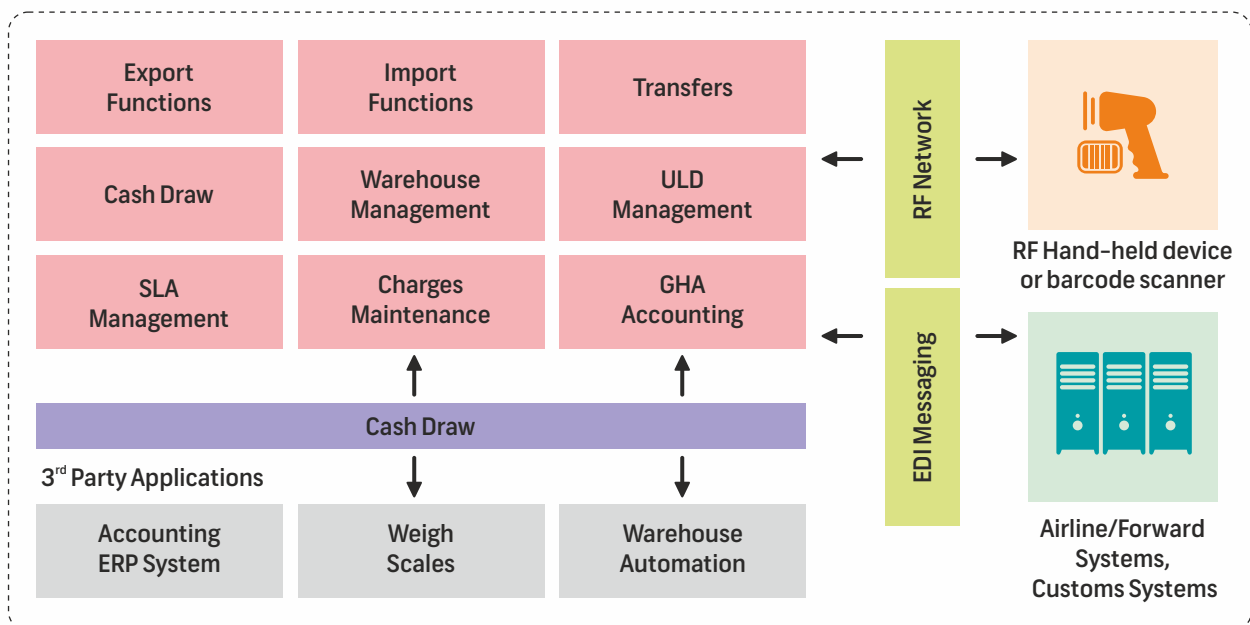 Export
Functions
Import
Functions
Transfers
Cash Draw
Warehouse
Management
ULD
Management
SLA
Management
Charges
Maintenance
GHA
Accounting
Cash Draw
3rd Party Applications
Accounting
ERP System
Weigh
Scales
Warehouse
Automation
RF Network
EDI Messaging
RF Hand-held device
or barcode scanner
Airline/Forward
Systems,
Customs Systems